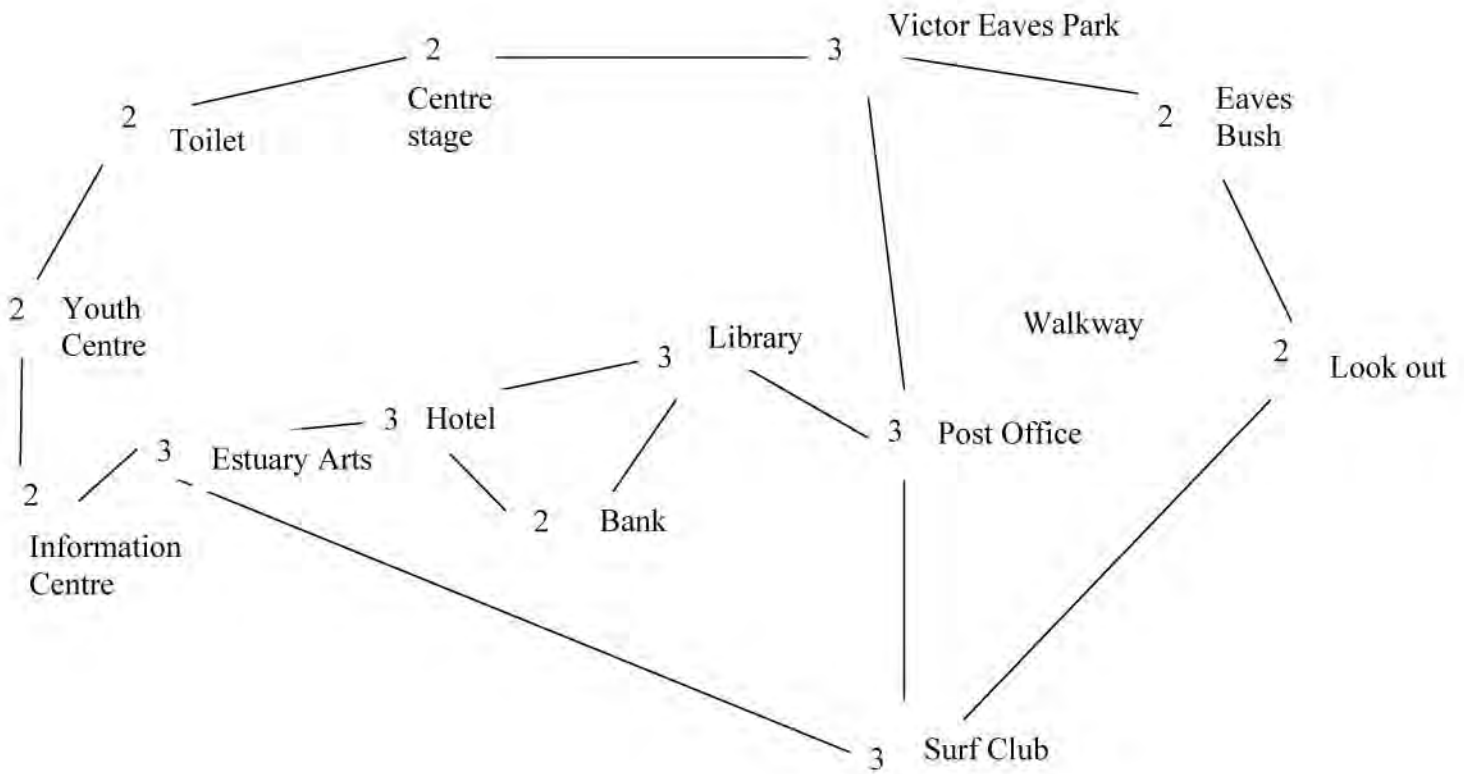 Victor Eaves Park
2
3
Centre
stage
2
Toilet
2
Eaves
Bush
2
Youth
Centre
Walkway
Library
3
2
Look out
3
Hotel
3
Estuary Arts
3
Post Office
2
Information
Centre
2
Bank
3
Surf Club